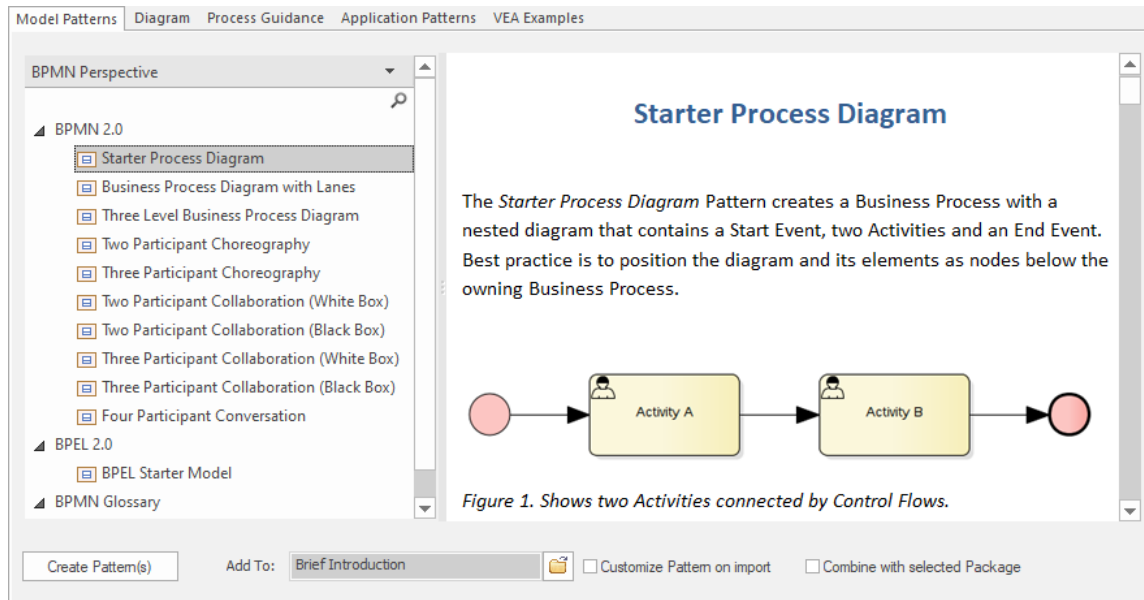 Model Patterns Diagram Process Guidance Application Patterns VEA Examples
BPMN Perspective
BPMN 2.0
Starter Process Diagram
Business Process Diagram with Lanes
Three Level Business Process Diagram
Two Participant Choreography
Three Participant Choreography
Two Participant Collaboration (White Box)
Two Participant Collaboration (Black Box)
Three Participant Collaboration (White Box)
Three Participant Collaboration (Black Box)
Four Participant Conversation
BPEL 2.0
BPEL Starter Model
BPMN Glossary
Starter Process Diagram
The Starter Process Diagram Pattern creates a Business Process with a
nested diagram that contains a Start Event, two Activities and an End Event.
Best practice is to position the diagram and its elements as nodes below the
owning Business Process.
Activity A
Activity B
Figure 1. Shows two Activities connected by Control Flows.
Create Pattern(s) Add To: Brief Introduction Customize Pattern on import Combine with selected Package